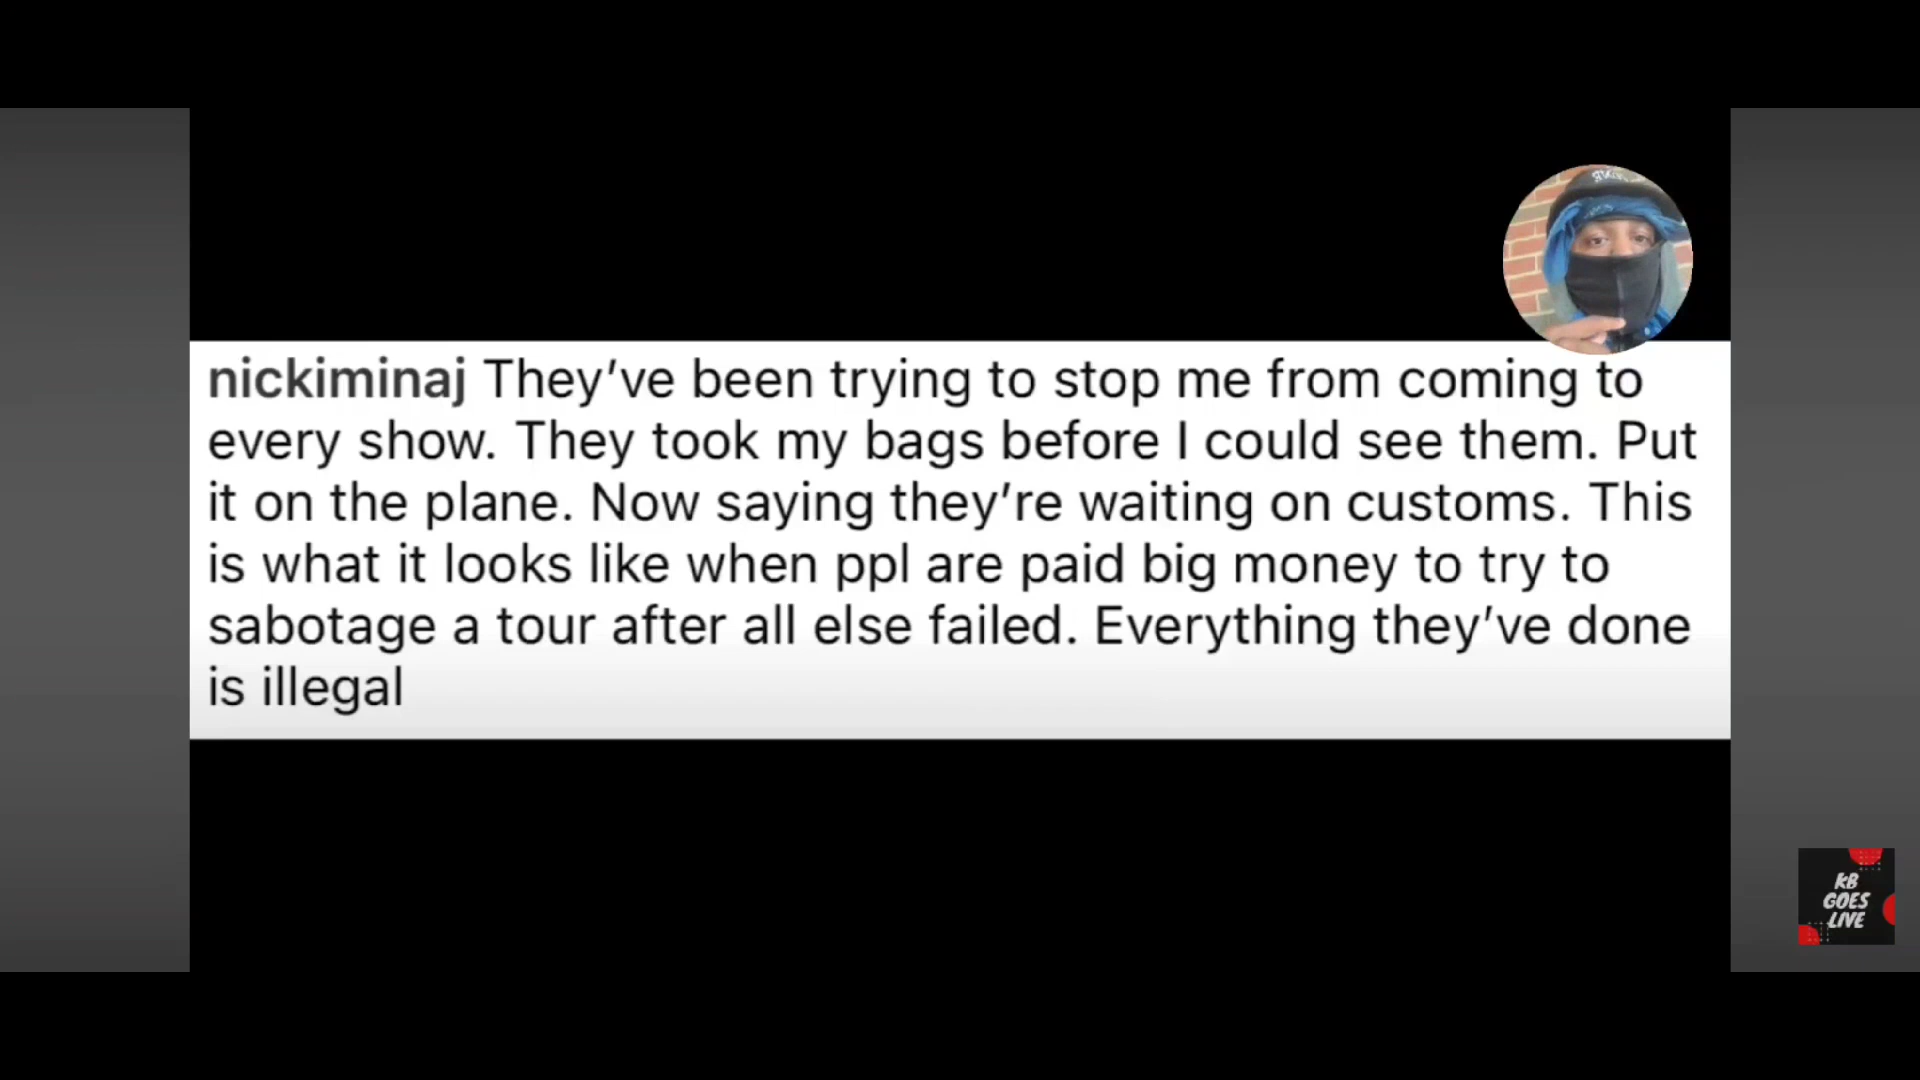 nickiminaj They’ve been trying to stop me from coming to
every show. They took my bags before I could see them. Put
it on the plane. Now saying they’re waiting on customs. This
is what it looks like when ppl are paid big money to try to
sabotage a tour after all else failed. Everything they’ve done
is illegal
KB
GOES
LIVE